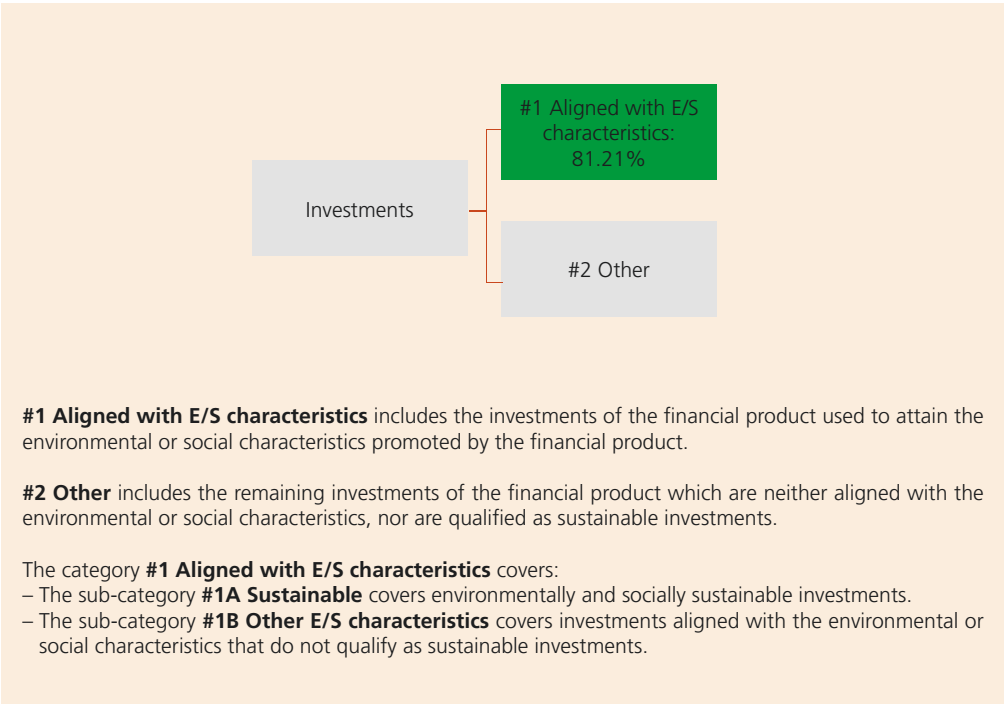 #1 Aligned with E/S
characteristics:
81.21%
Investments
#2 Other
#1 Aligned with E/S characteristics includes the investments of the financial product used to attain the
environmental or social characteristics promoted by the financial product.
#2 Other includes the remaining investments of the financial product which are neither aligned with the
environmental or social characteristics, nor are qualified as sustainable investments.
The category #1 Aligned with E/S characteristics covers:
– The sub-category #1A Sustainable covers environmentally and socially sustainable investments.
– The sub-category #1B Other E/S characteristics covers investments aligned with the environmental or
social characteristics that do not qualify as sustainable investments.